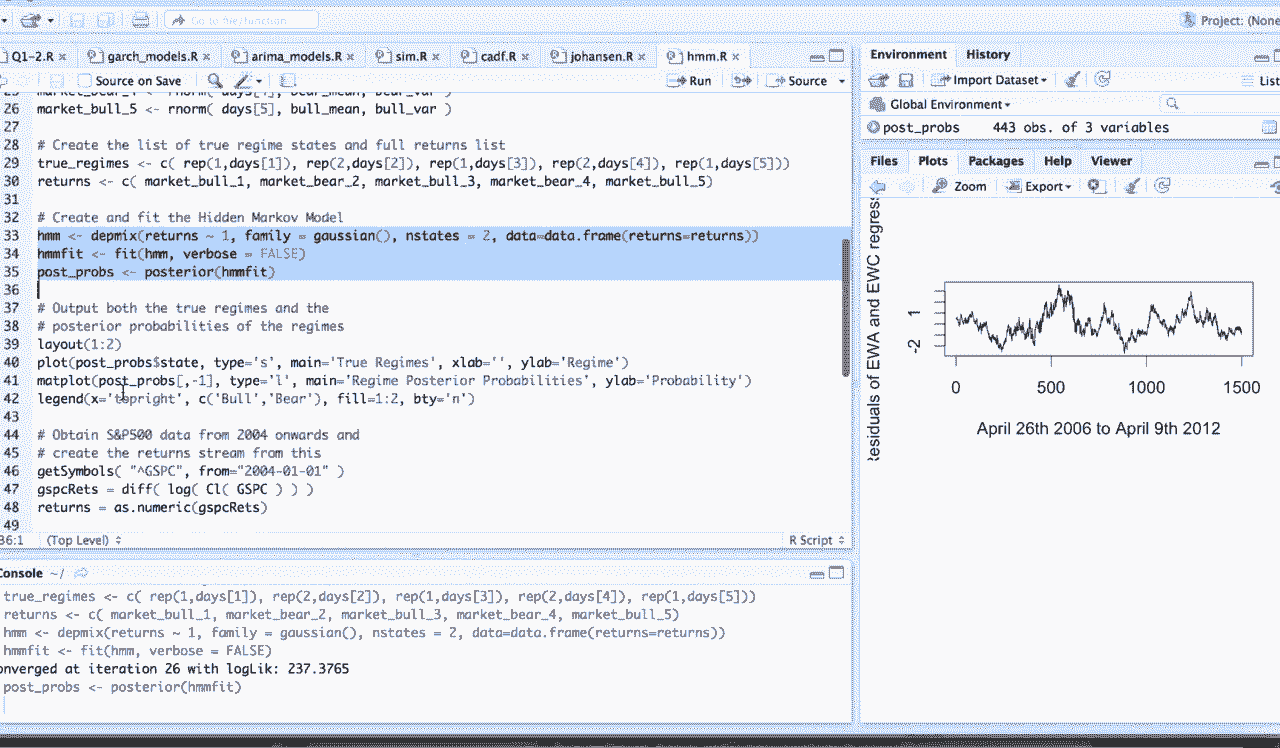 Go to file/function
Project: (None
Q1-2.R
garch_models.R
arima_models.R
sim.R
cadf.R
johansen.R
hmm.R
Source on Save
Run
Source
26 market_bull_5 <- rnorm( days[5], bull_mean, bull_var )
27
28 # Create the list of true regime states and full returns list
29 true_regimes <- c( rep(1,days[1]), rep(2,days[2]), rep(1,days[3]), rep(2,days[4]), rep(1,days[5]))
30 returns <- c( market_bull_1, market_bear_2, market_bull_3, market_bear_4, market_bull_5)
31
32 # Create and fit the Hidden Markov Model
33 hmm <- depmix(returns ~ 1, family = gaussian(), nstates = 2, data=data.frame(returns=returns))
34 hmmfit <- fit(hmm, verbose = FALSE)
35 post_probs <- posterior(hmmfit)
36
37 # Output both the true regimes and the
38 # posterior probabilities of the regimes
39 layout(1:2)
40 plot(post_probs$state, type='s', main='True Regimes', xlab='', ylab='Regime')
41 matplot(post_probs[,-1], type='l', main='Regime Posterior Probabilities', ylab='Probability')
42 legend(x='topright', c('Bull','Bear'), fill=1:2, bty='n')
43
44 # Obtain S&P500 data from 2004 onwards and
45 # create the returns stream from this
46 getSymbols( "^GSPC", from="2004-01-01" )
47 gspcRets = diff( log( Cl( GSPC ) ) )
48 returns = as.numeric(gspcRets)
49
36:1 (Top Level) R Script
Console ~/
true_regimes <- c( rep(1,days[1]), rep(2,days[2]), rep(1,days[3]), rep(2,days[4]), rep(1,days[5]))
returns <- c( market_bull_1, market_bear_2, market_bull_3, market_bear_4, market_bull_5)
hmm <- depmix(returns ~ 1, family = gaussian(), nstates = 2, data=data.frame(returns=returns))
hmmfit <- fit(hmm, verbose = FALSE)
onverged at iteration 26 with logLik: 237.3765
post_probs <- posterior(hmmfit)
Environment History
Import Dataset List
Global Environment
post_probs 443 obs. of 3 variables
Files Plots Packages Help Viewer
Zoom Export
esiduals of EWA and EWC regress
1
-2
0 500 1000 1500
April 26th 2006 to April 9th 2012